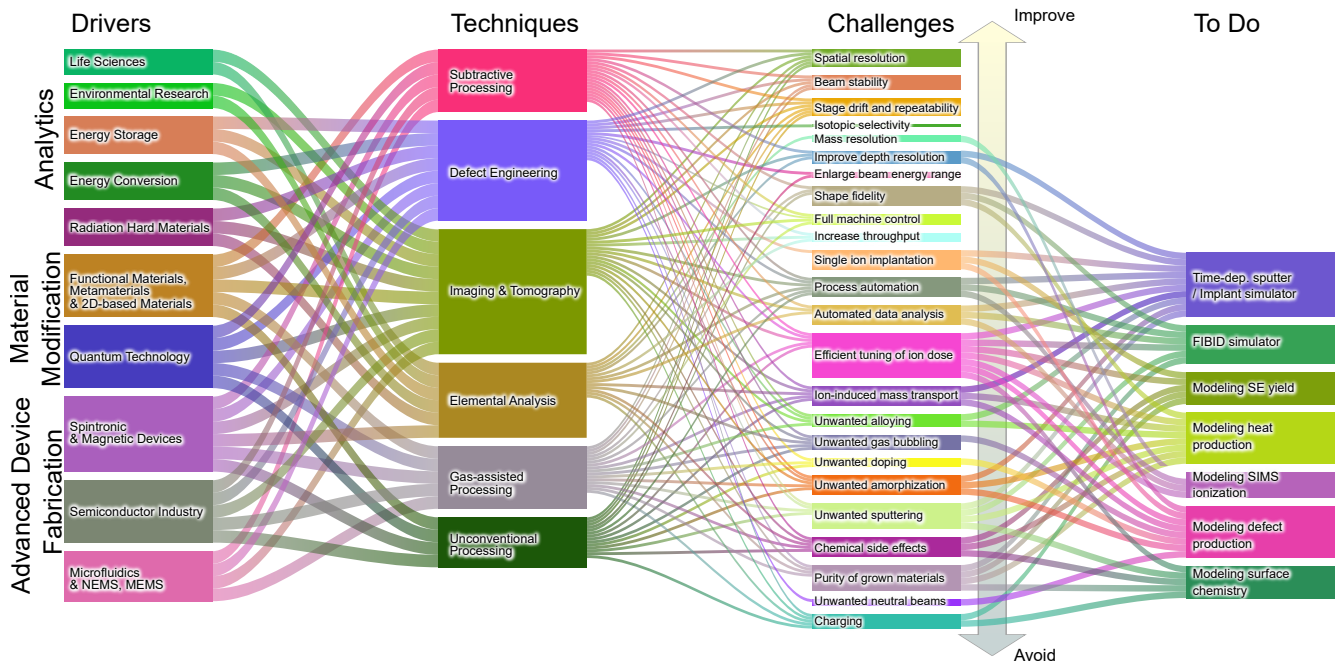 Drivers
Techniques
Challenges
To Do
Improve
Avoid
Analytics
Material
Modification
Advanced Device
Fabrication
Life Sciences
Environmental Research
Energy Storage
Energy Conversion
Radiation Hard Materials
Functional Materials,
Metamaterials
& 2D-based Materials
Quantum Technology
Spintronic
& Magnetic Devices
Semiconductor Industry
Microfluidics
& NEMS, MEMS
Subtractive
Processing
Defect Engineering
Imaging & Tomography
Elemental Analysis
Gas-assisted
Processing
Unconventional
Processing
Spatial resolution
Beam stability
Stage drift and repeatability
Isotopic selectivity
Mass resolution
Improve depth resolution
Enlarge beam energy range
Shape fidelity
Full machine control
Increase throughput
Single ion implantation
Process automation
Automated data analysis
Efficient tuning of ion dose
Ion-induced mass transport
Unwanted alloying
Unwanted gas bubbling
Unwanted doping
Unwanted amorphization
Unwanted sputtering
Chemical side effects
Purity of grown materials
Unwanted neutral beams
Charging
Time-dep. sputter
/ Implant simulator
FIBID simulator
Modeling SE yield
Modeling heat
production
Modeling SIMS
ionization
Modeling defect
production
Modeling surface
chemistry